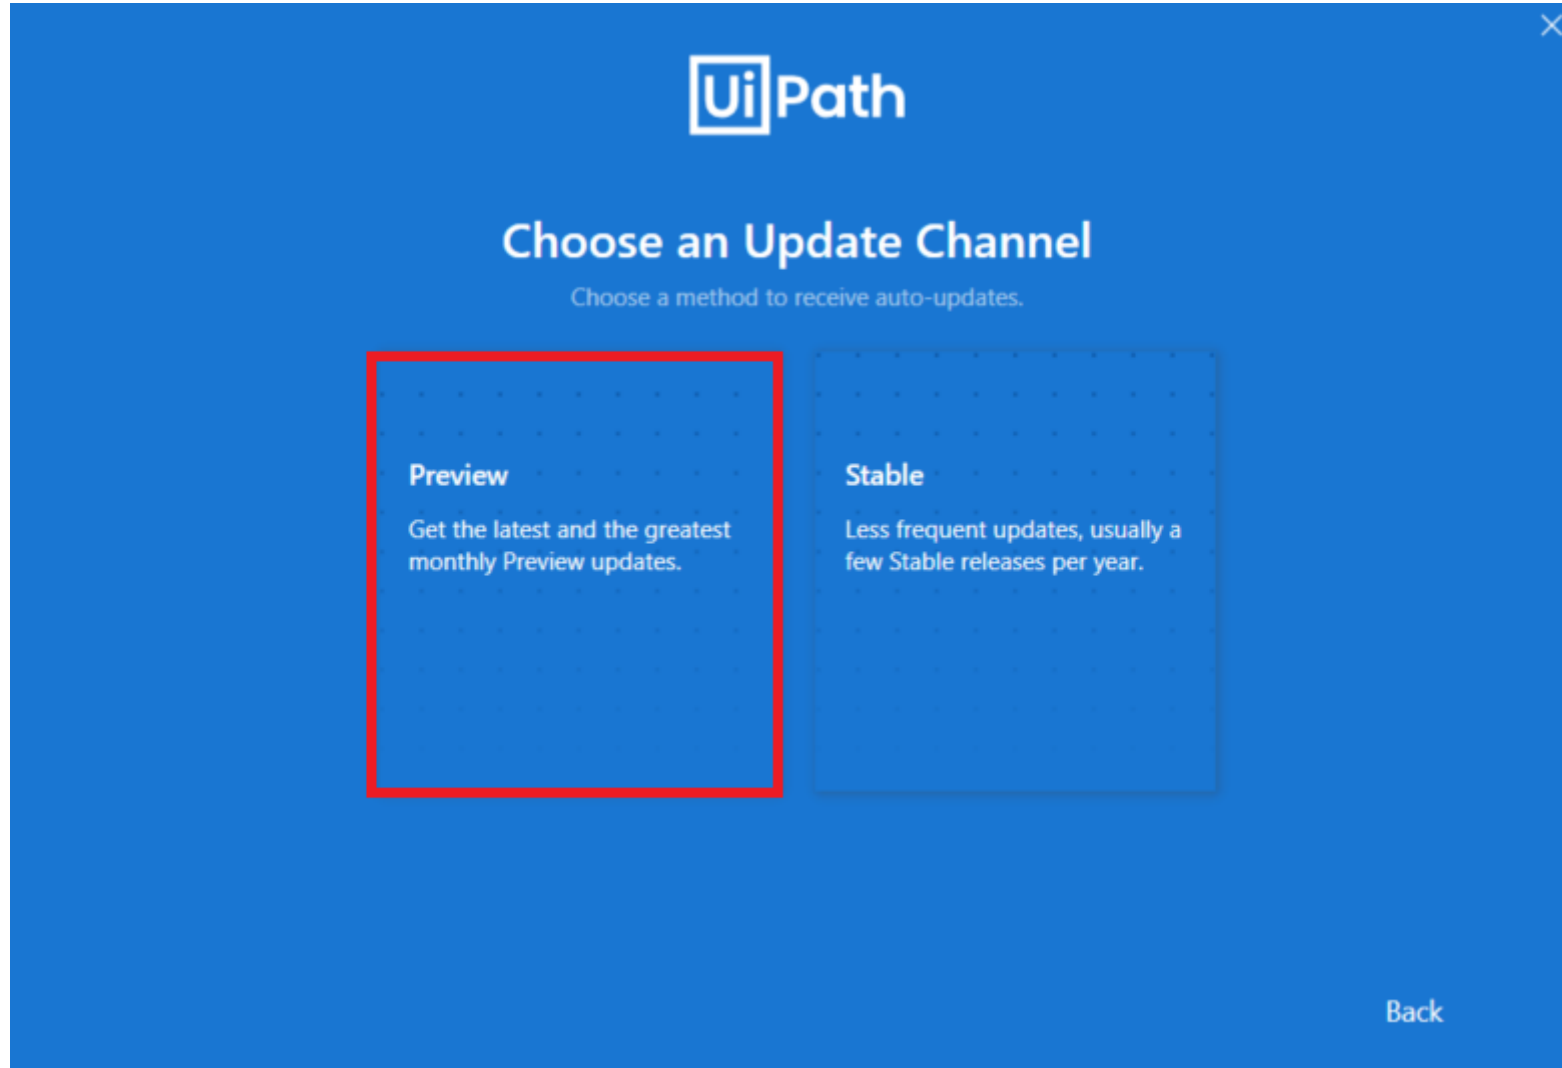 UiPath
Choose an Update Channel
Choose a method to receive auto-updates.
Preview
Get the latest and the greatest
monthly Preview updates.
Stable
Less frequent updates, usually a
few Stable releases per year.
Back